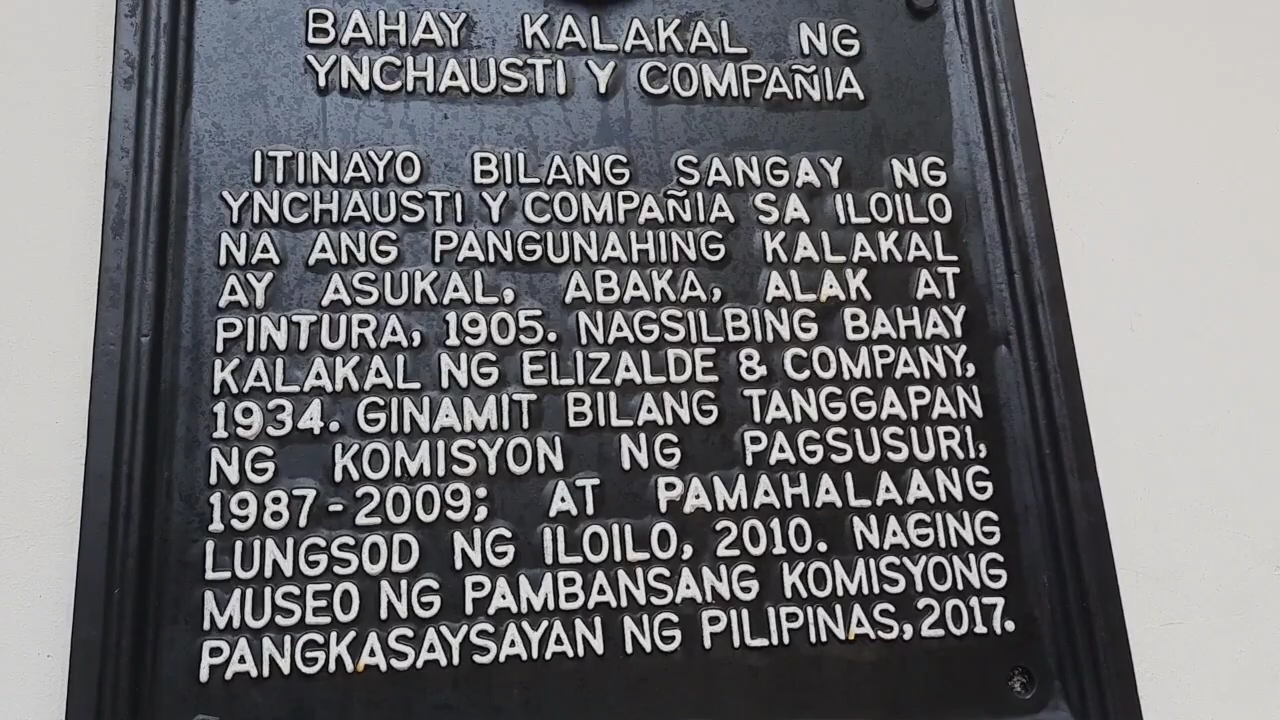 BAHAY KALAKAL NG
YNCHAUSTI Y COMPAÑIA
ITINAYO BILANG SANGAY NG
YNCHAUSTI Y COMPAÑIA SA ILOILO
NA ANG PANGUNAHING KALAKAL
AY ASUKAL, ABAKA, ALAK AT
PINTURA, 1905. NAGSILBING BAHAY
KALAKAL NG ELIZALDE & COMPANY,
1934. GINAMIT BILANG TANGGAPAN
NG KOMISYON NG PAGSUSURI,
1987-2009; AT PAMAHALAANG
LUNGSOD NG ILOILO, 2010. NAGING
MUSEO NG PAMBANSANG KOMISYONG
PANGKASAYSAYAN NG PILIPINAS, 2017.